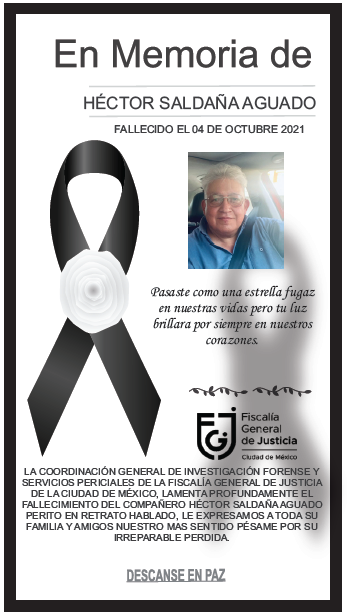 En Memoria de
HÉCTOR SALDAÑA AGUADO
FALLECIDO EL 04 DE OCTUBRE 2021
Pasaste como una estrella fugaz
en nuestras vidas pero tu luz
brillara por siempre en nuestros
corazones.
FGJ
Fiscalía
General
de Justicia
Ciudad de México
LA COORDINACIÓN GENERAL DE INVESTIGACIÓN FORENSE Y
SERVICIOS PERICIALES DE LA FISCALÍA GENERAL DE JUSTICIA
DE LA CIUDAD DE MÉXICO, LAMENTA PROFUNDAMENTE EL
FALLECIMIENTO DEL COMPAÑERO HÉCTOR SALDAÑA AGUADO
PERITO EN RETRATO HABLADO, LE EXPRESAMOS A TODA SU
FAMILIA Y AMIGOS NUESTRO MAS SENTIDO PÉSAME POR SU
IRREPARABLE PERDIDA.
DESCANSE EN PAZ